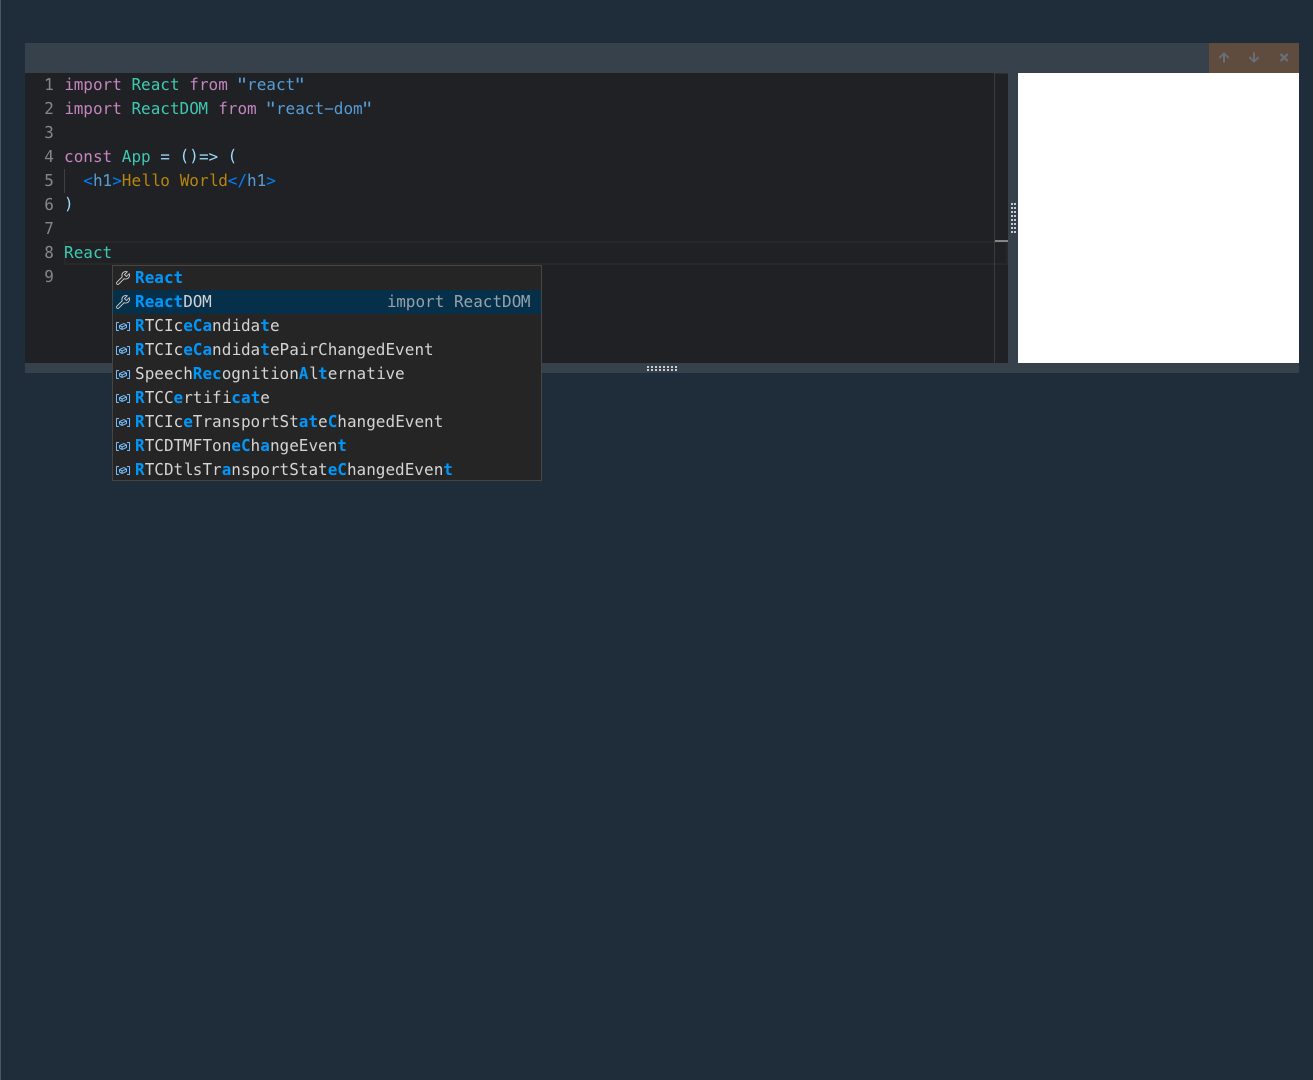 1 import React from "react"
2 import ReactDOM from "react-dom"
3
4 const App = ()=> (
5 <h1>Hello World</h1>
6 )
7
8 React
9
React
ReactDOM import ReactDOM
RTCIceCandidate
RTCIceCandidatePairChangedEvent
SpeechRecognitionAlternative
RTCCertificate
RTCIceTransportStateChangedEvent
RTCDTMFToneChangeEvent
RTCDtlsTransportStateChangedEvent